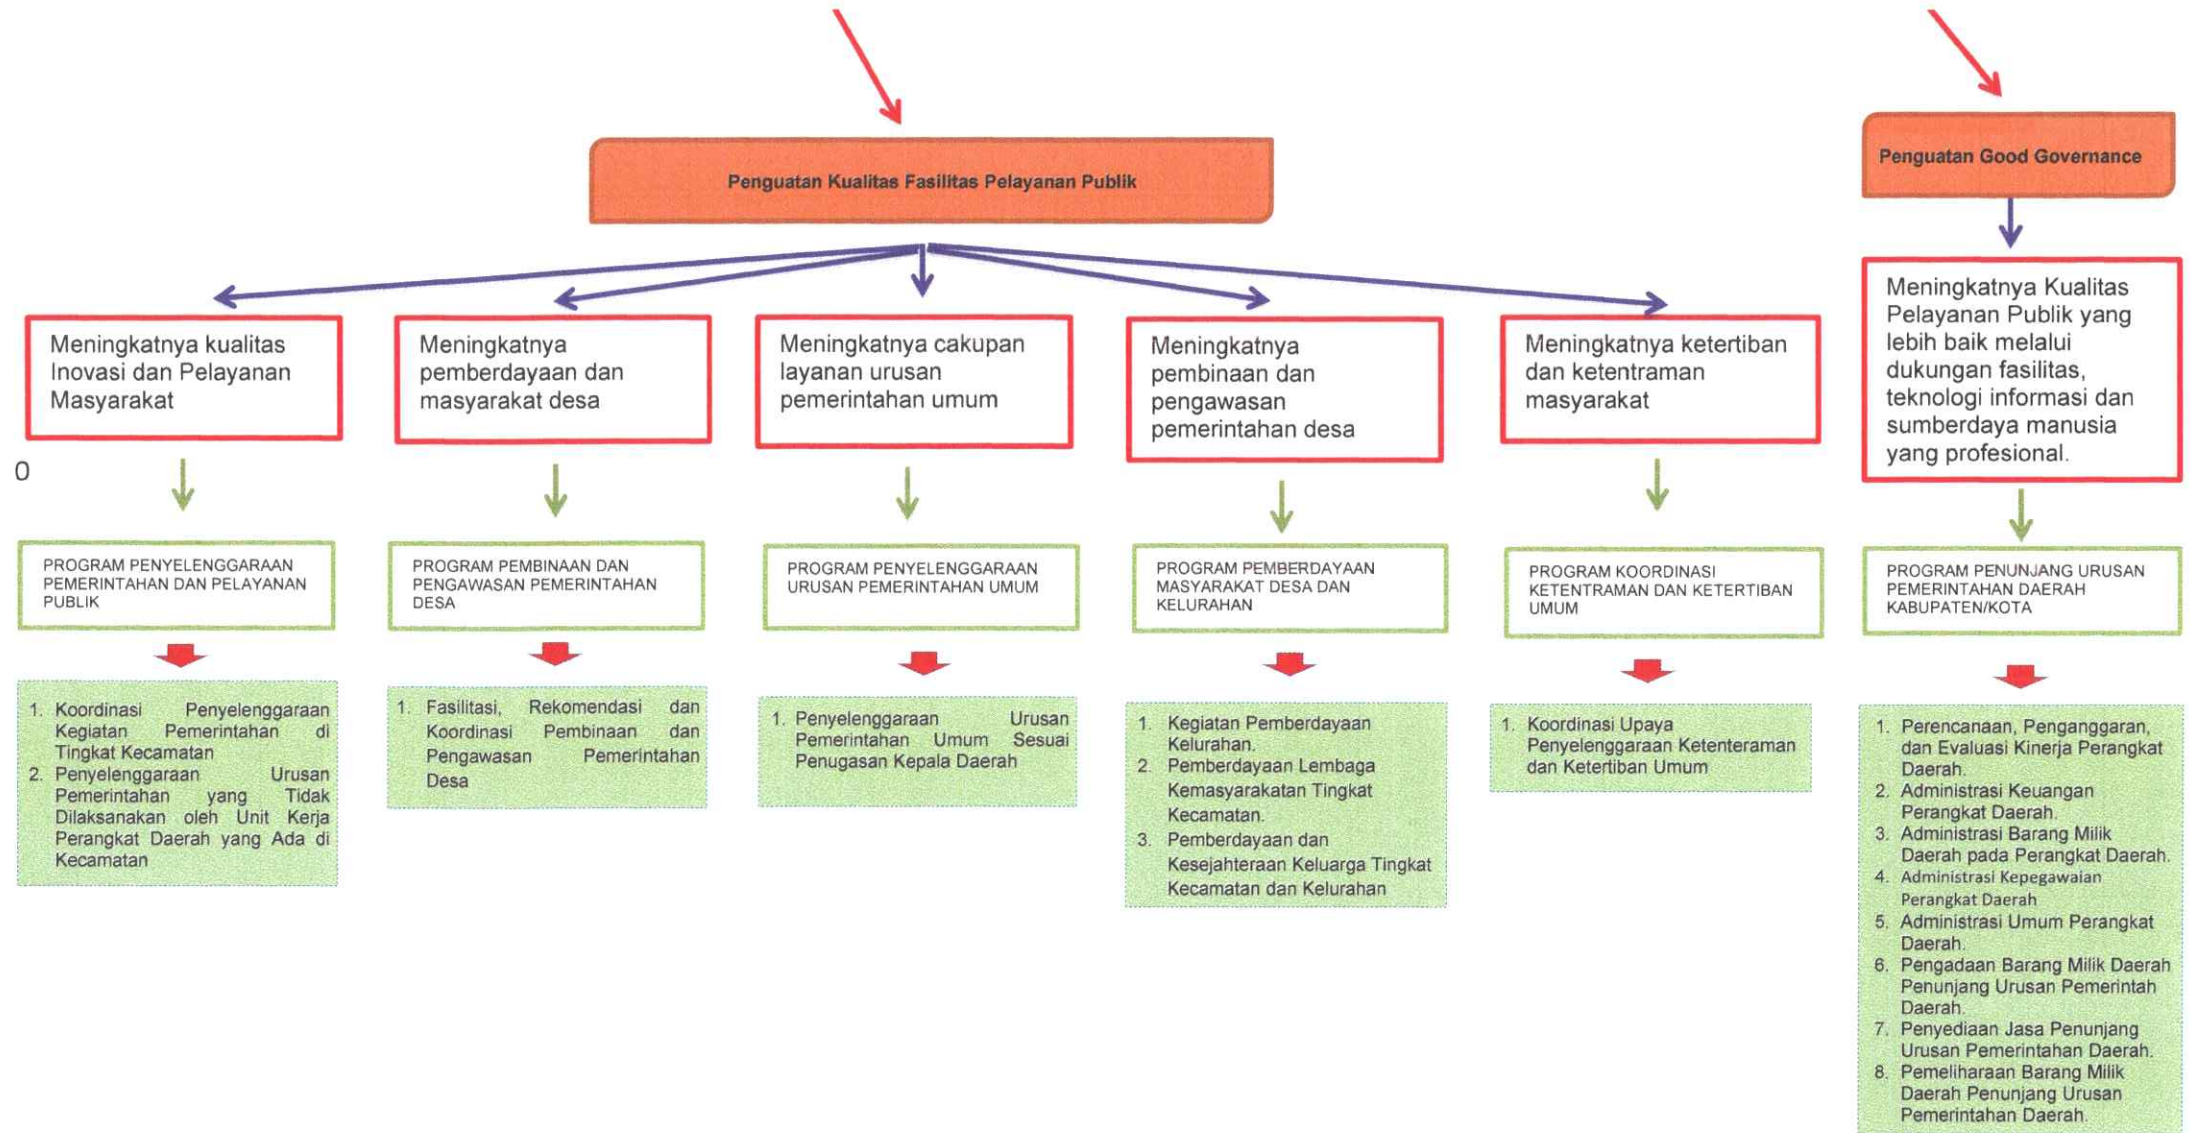 Penguatan Kualitas Fasilitas Pelayanan Publik
Penguatan Good Governance
Meningkatnya kualitas
Inovasi dan Pelayanan
Masyarakat
Meningkatnya
pemberdayaan dan
masyarakat desa
Meningkatnya cakupan
layanan urusan
pemerintahan umum
Meningkatnya
pembinaan dan
pengawasan
pemerintahan desa
Meningkatnya ketertiban
dan ketentraman
masyarakat
Meningkatnya Kualitas
Pelayanan Publik yang
lebih baik melalui
dukungan fasilitas,
teknologi informasi dan
sumberdaya manusia
yang profesional.
0
PROGRAM PENYELENGGARAAN
PEMERINTAHAN DAN PELAYANAN
PUBLIK
PROGRAM PEMBINAAN DAN
PENGAWASAN PEMERINTAHAN
DESA
PROGRAM PENYELENGGARAAN
URUSAN PEMERINTAHAN UMUM
PROGRAM PEMBERDAYAAN
MASYARAKAT DESA DAN
KELURAHAN
PROGRAM KOORDINASI
KETENTRAMAN DAN KETERTIBAN
UMUM
PROGRAM PENUNJANG URUSAN
PEMERINTAHAN DAERAH
KABUPATEN/KOTA
1. Koordinasi Penyelenggaraan
Kegiatan Pemerintahan di
Tingkat Kecamatan
2. Penyelenggaraan Urusan
Pemerintahan yang Tidak
Dilaksanakan oleh Unit Kerja
Perangkat Daerah yang Ada di
Kecamatan
1. Fasilitasi, Rekomendasi dan
Koordinasi Pembinaan dan
Pengawasan Pemerintahan
Desa
1. Penyelenggaraan Urusan
Pemerintahan Umum Sesuai
Penugasan Kepala Daerah
1. Kegiatan Pemberdayaan
Kelurahan.
2. Pemberdayaan Lembaga
Kemasyarakatan Tingkat
Kecamatan.
3. Pemberdayaan dan
Kesejahteraan Keluarga Tingkat
Kecamatan dan Kelurahan
1. Koordinasi Upaya
Penyelenggaraan Ketenteraman
dan Ketertiban Umum
1. Perencanaan, Penganggaran,
dan Evaluasi Kinerja Perangkat
Daerah.
2. Administrasi Keuangan
Perangkat Daerah.
3. Administrasi Barang Milik
Daerah pada Perangkat Daerah.
4. Administrasi Kepegawaian
Perangkat Daerah
5. Administrasi Umum Perangkat
Daerah.
6. Pengadaan Barang Milik Daerah
Penunjang Urusan Pemerintah
Daerah.
7. Penyediaan Jasa Penunjang
Urusan Pemerintahan Daerah.
8. Pemeliharaan Barang Milik
Daerah Penunjang Urusan
Pemerintahan Daerah.